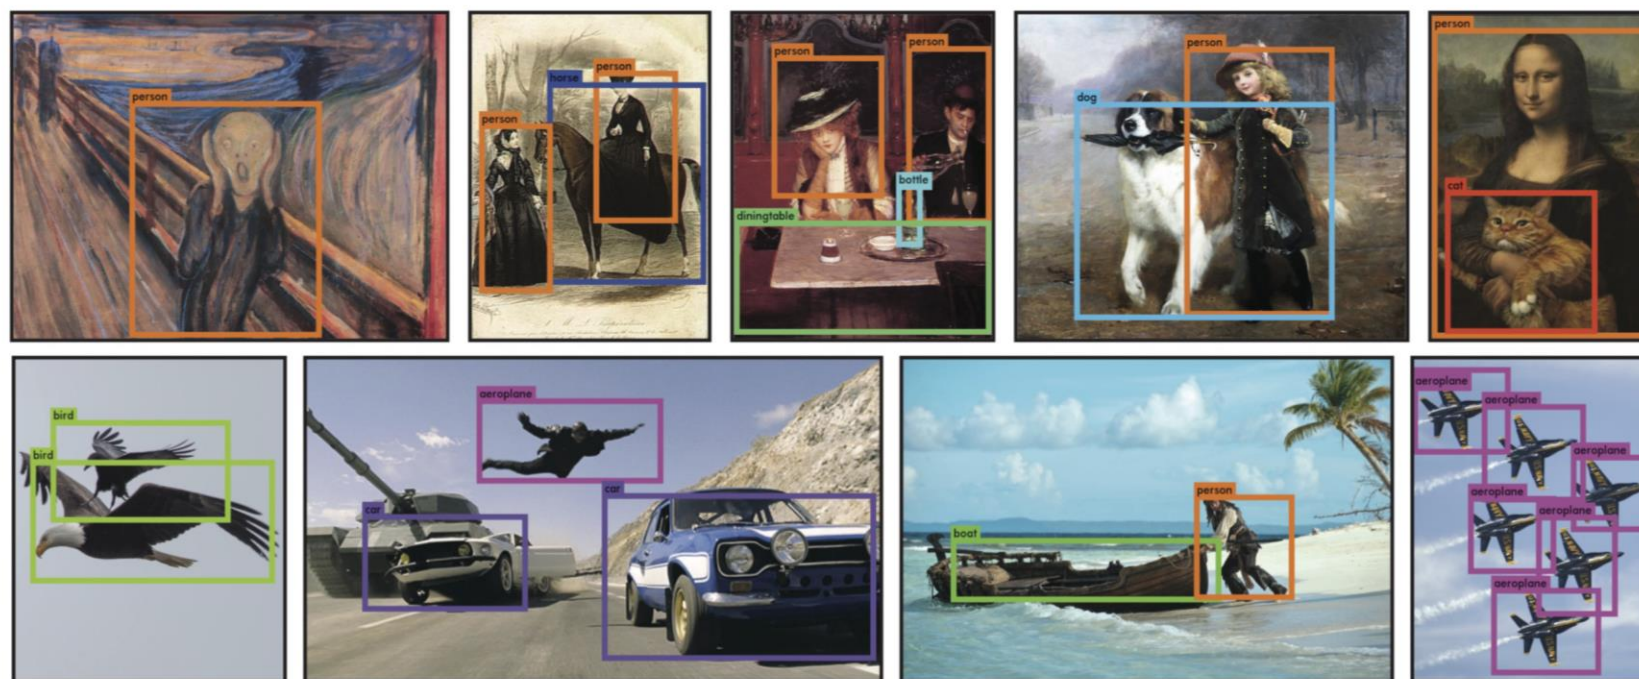 person
person
horse
person
person
person
bottle
diningtable
person
dog
person
cat
bird
bird
aeroplane
car
car
person
boat
aeroplane
aeroplane
aeroplane
aeroplane
aeroplane
aeroplane